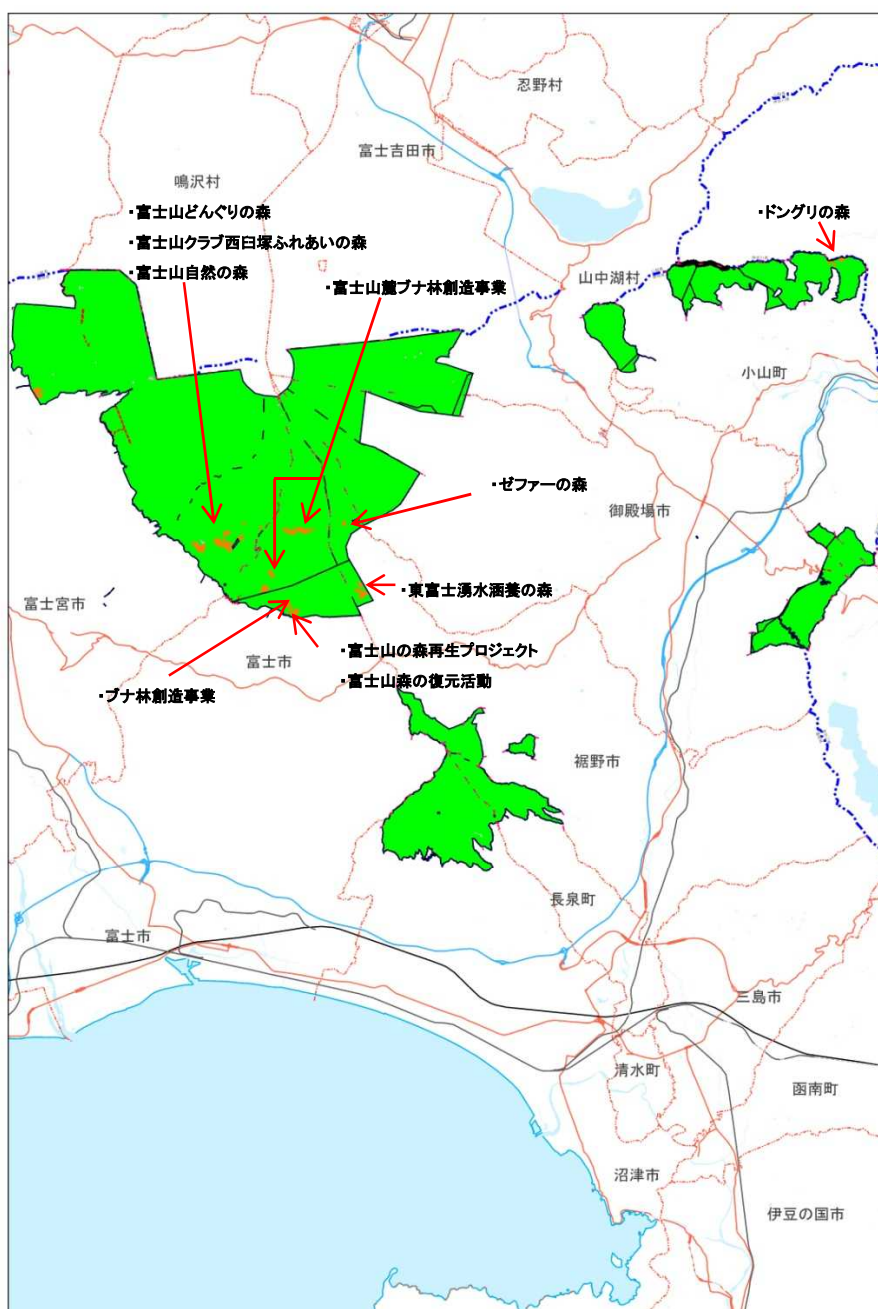 忍野村
富士吉田市
鳴沢村
・富士山どんぐりの森
・富士山クラブ西臼塚ふれあいの森
・富士山自然の森
・ドングリの森
山中湖村
・富士山麓ブナ林創造事業
小山町
・ゼファーの森
御殿場市
・東富士湧水涵養の森
富士宮市
・富士山の森再生プロジェクト
・富士山森の復元活動
富士市
・ブナ林創造事業
裾野市
長泉町
富士市
三島市
清水町
函南町
沼津市
伊豆の国市